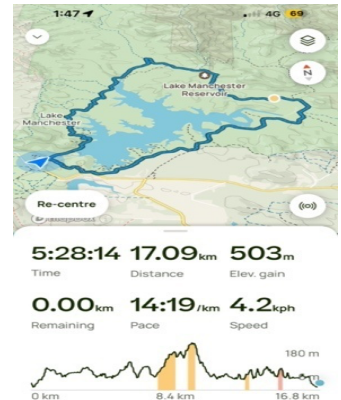 1:47 4G 69
N
Lake Manchester
Reservoir
Lake
Manchester
Re-centre
5:28:14 17.09km 503m
Time Distance Elev. gain
0.00km 14:19/km 4.2kph
Remaining Pace Speed
180 m
0 km 8.4 km 16.8 km